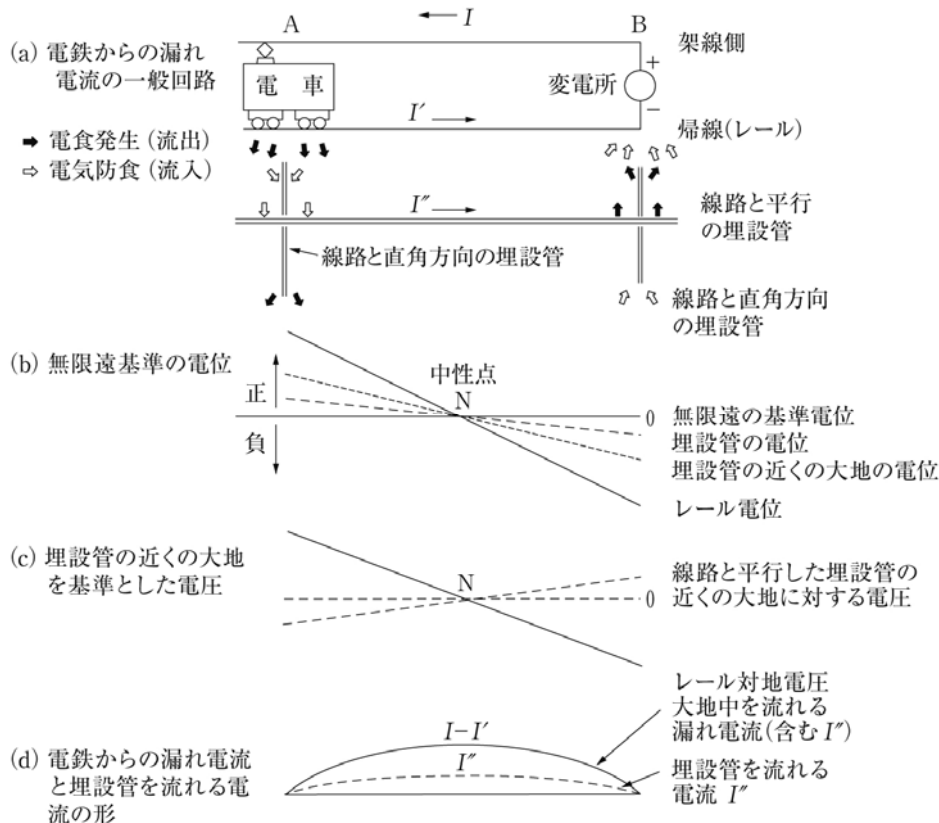 A
I
B
(a) 電鉄からの漏れ
電流の一般回路
架線側
電 車
変電所
+
−
I′
帰線(レール)
電食発生 (流出)
電気防食 (流入)
I″
線路と平行
の埋設管
線路と直角方向の埋設管
線路と直角方向
の埋設管
(b) 無限遠基準の電位
正
負
中性点
N
0 無限遠の基準電位
埋設管の電位
埋設管の近くの大地の電位
レール電位
(c) 埋設管の近くの大地
を基準とした電圧
N
0
線路と平行した埋設管の
近くの大地に対する電圧
レール対地電圧
大地中を流れる
漏れ電流(含む I″)
(d) 電鉄からの漏れ電流
と埋設管を流れる電
流の形
I−I′
I″
埋設管を流れる
電流 I″